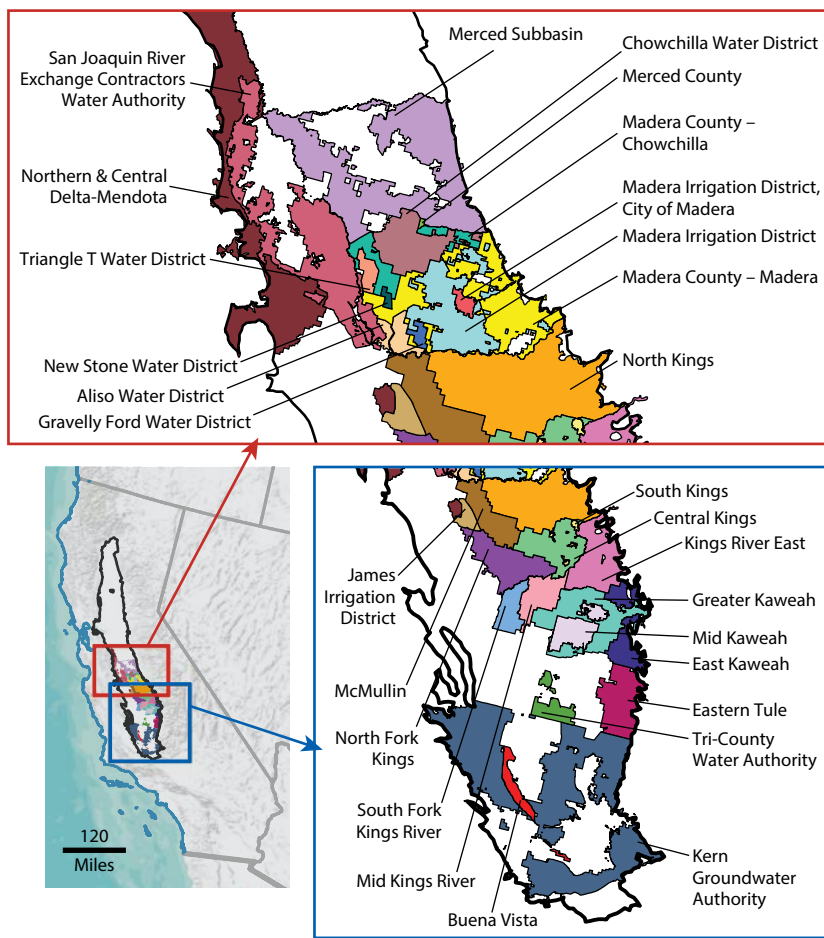 Merced Subbasin
San Joaquin River
Exchange Contractors
Water Authority
Northern & Central
Delta-Mendota
Triangle T Water District
New Stone Water District
Aliso Water District
Gravelly Ford Water District
Chowchilla Water District
Merced County
Madera County –
Chowchilla
Madera Irrigation District,
City of Madera
Madera Irrigation District
Madera County – Madera
North Kings
120
Miles
James
Irrigation
District
McMullin
North Fork
Kings
South Fork
Kings River
Mid Kings River
Buena Vista
South Kings
Central Kings
Kings River East
Greater Kaweah
Mid Kaweah
East Kaweah
Eastern Tule
Tri-County
Water Authority
Kern
Groundwater
Authority